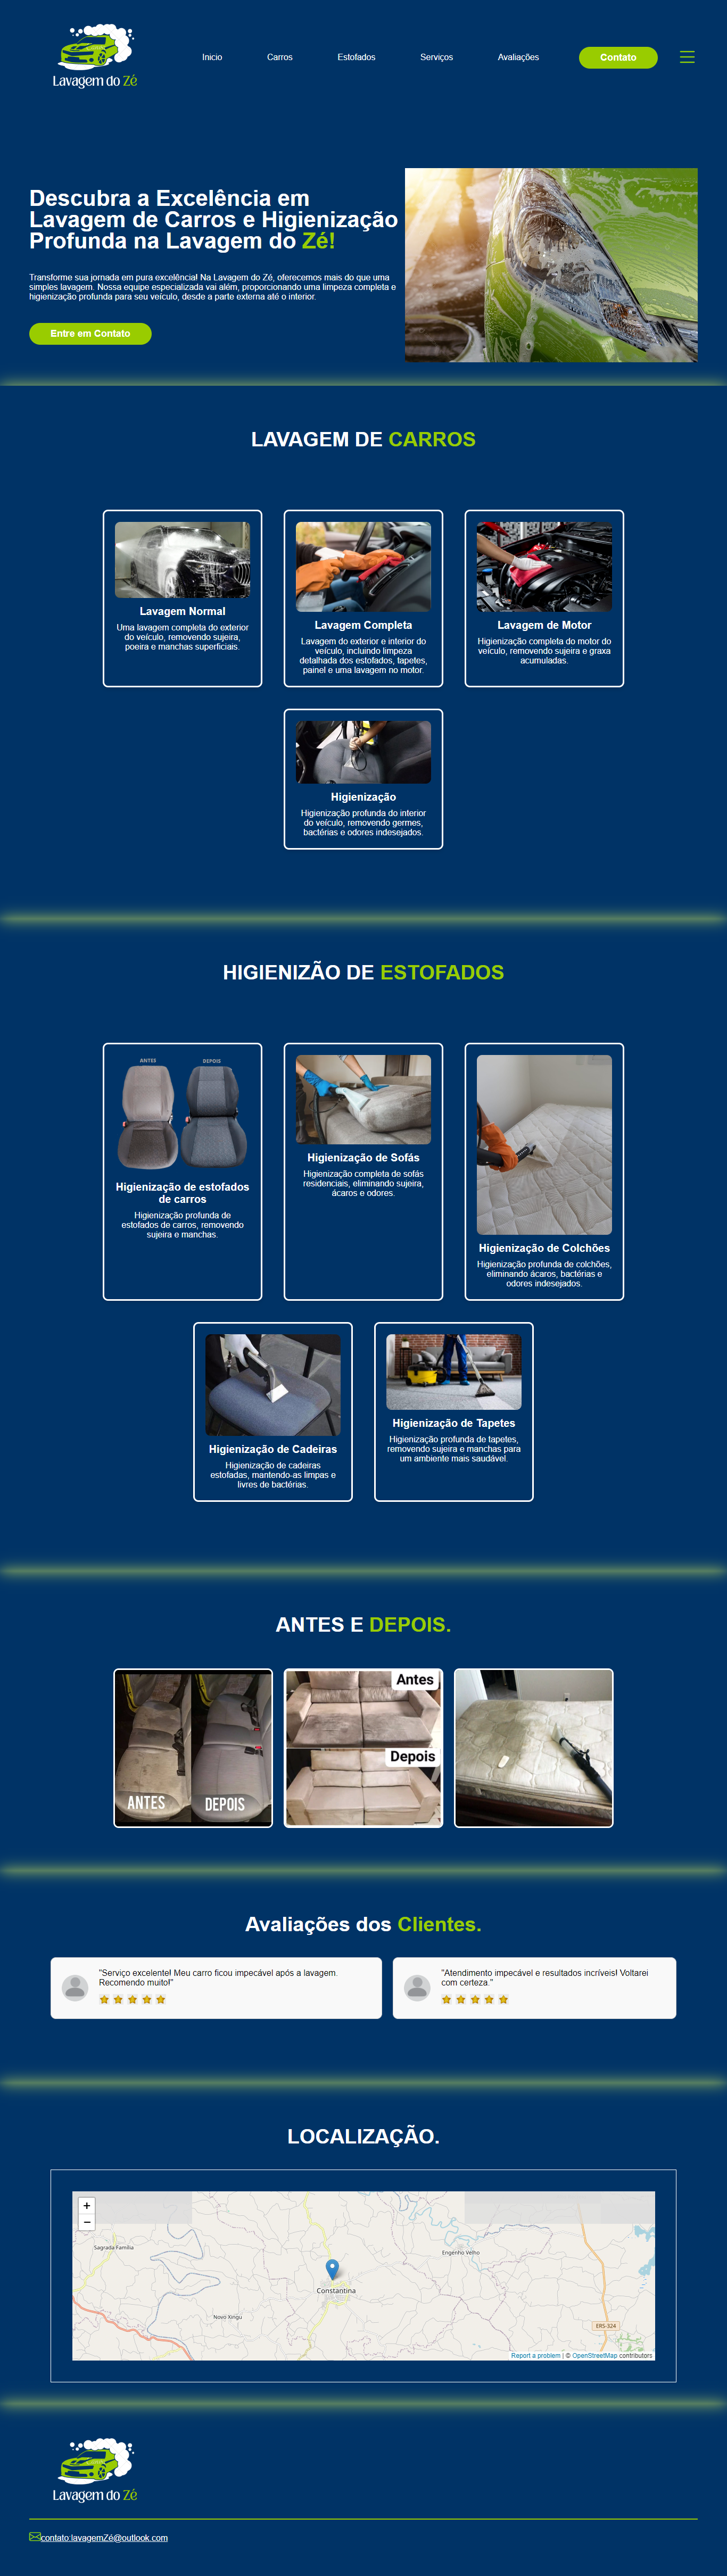 Lavagem do Zé
Inicio
Carros
Estofados
Serviços
Avaliações
Contato
Descubra a Excelência em
Lavagem de Carros e Higienização
Profunda na Lavagem do Zé!
Transforme sua jornada em pura excelência! Na Lavagem do Zé, oferecemos mais do que uma
simples lavagem. Nossa equipe especializada vai além, proporcionando uma limpeza completa e
higienização profunda para seu veículo, desde a parte externa até o interior.
Entre em Contato
LAVAGEM DE CARROS
Lavagem Normal
Uma lavagem completa do exterior
do veículo, removendo sujeira,
poeira e manchas superficiais.
Lavagem Completa
Lavagem do exterior e interior do
veículo, incluindo limpeza
detalhada dos estofados, tapetes,
painel e uma lavagem no motor.
Lavagem de Motor
Higienização completa do motor do
veículo, removendo sujeira e graxa
acumuladas.
Higienização
Higienização profunda do interior
do veículo, removendo germes,
bactérias e odores indesejados.
HIGIENIZÃO DE ESTOFADOS
ANTES
DEPOIS
Higienização de estofados
de carros
Higienização profunda de
estofados de carros, removendo
sujeira e manchas.
Higienização de Sofás
Higienização completa de sofás
residenciais, eliminando sujeira,
ácaros e odores.
Higienização de Colchões
Higienização profunda de colchões,
eliminando ácaros, bactérias e
odores indesejados.
Higienização de Cadeiras
Higienização de cadeiras
estofadas, mantendo-as limpas e
livres de bactérias.
Higienização de Tapetes
Higienização profunda de tapetes,
removendo sujeira e manchas para
um ambiente mais saudável.
ANTES E DEPOIS.
ANTES
DEPOIS
Antes
Depois
Avaliações dos Clientes.
"Serviço excelente! Meu carro ficou impecável após a lavagem.
Recomendo muito!"
"Atendimento impecável e resultados incríveis! Voltarei
com certeza."
LOCALIZAÇÃO.
+
−
Sagrada Família
Engenho Velho
Constantina
Novo Xingu
ERS-324
Report a problem | © OpenStreetMap contributors
Lavagem do Zé
contato:lavagemZé@outlook.com